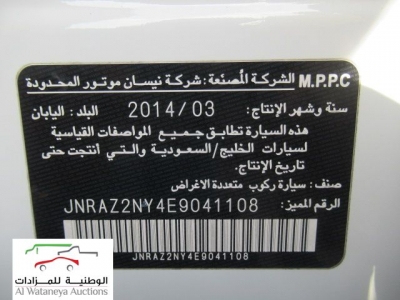 M.P.P.C الشركة المصنعة: شركة نيسان موتور المحدودة
سنة وشهر الإنتاج: 2014/03 البلد: اليابان
هذه السيارة تطابق جميع المواصفات القياسية
لسيارات الخليج/السعودية والتي انتجت حتى
تاريخ الإنتاج.
صنف: سيارة ركوب متعددة الاغراض
الرقم المميز: JNRAZ2NY4E9041108
JNRAZ2NY4E9041108
الوطنية للمزادات
Al Wataneya Auctions